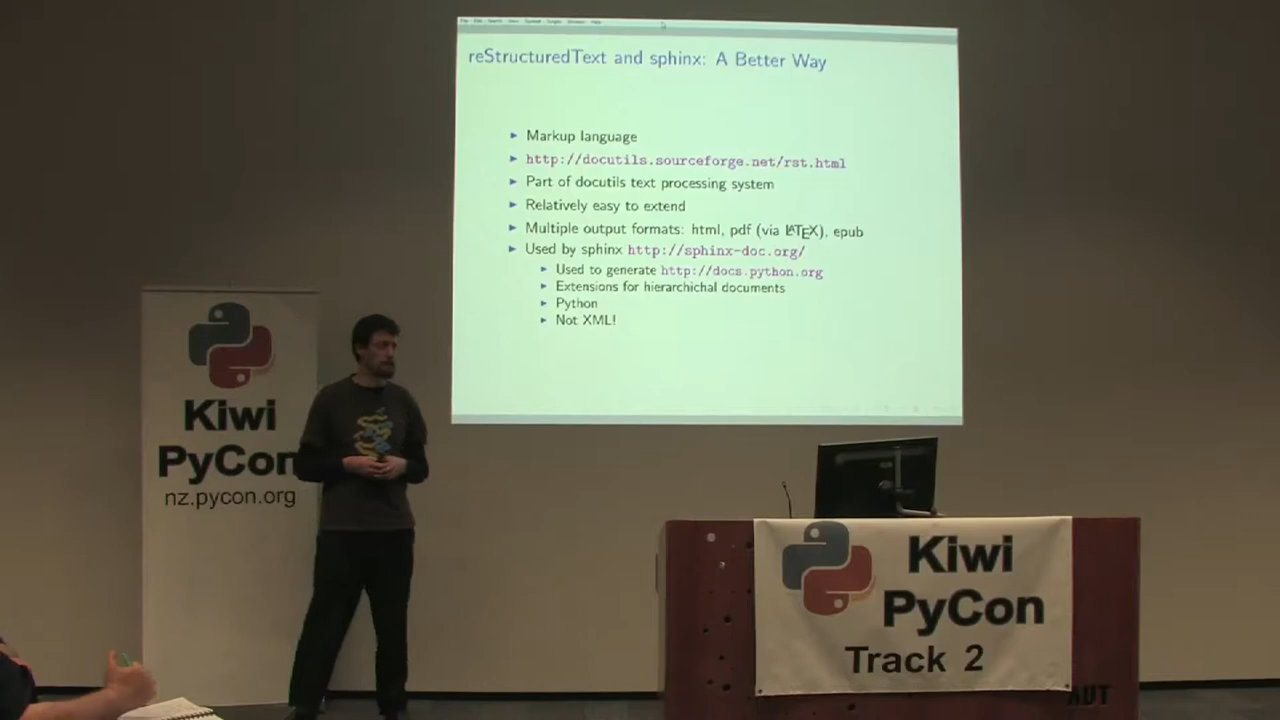 reStructuredText and sphinx: A Better Way
Markup language
http://docutils.sourceforge.net/rst.html
Part of docutils text processing system
Relatively easy to extend
Multiple output formats: html, pdf (via LATEX), epub
Used by sphinx http://sphinx-doc.org/
Used to generate http://docs.python.org
Extensions for hierarchichal documents
Python
Not XML!
Kiwi
PyCon
nz.pycon.org
Kiwi
PyCon
Track 2
AUT